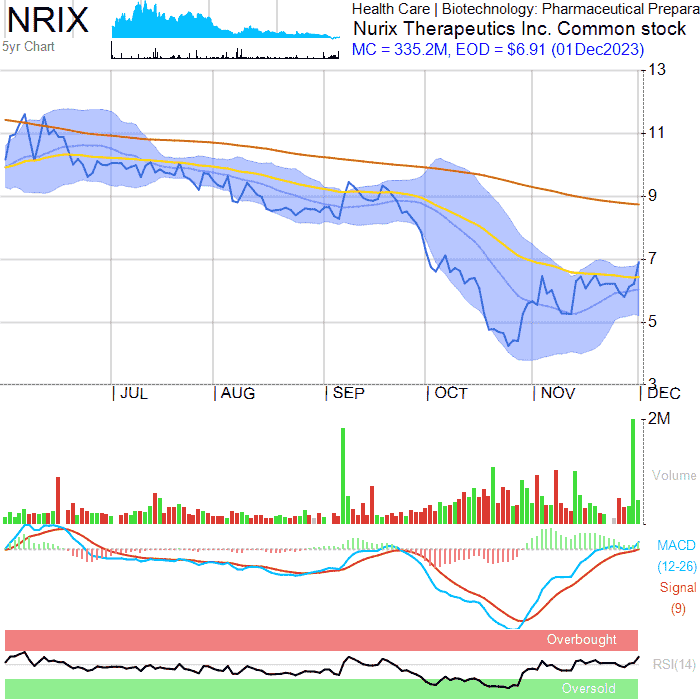 NRIX
5yr Chart
Health Care | Biotechnology: Pharmaceutical Prepara
Nurix Therapeutics Inc. Common stock
MC = 335.2M, EOD = $6.91 (01Dec2023)
13
11
9
7
5
3
| JUL | AUG | SEP | OCT | NOV | DEC
2M
Volume
MACD
(12-26)
Signal
(9)
Overbought
RSI(14)
Oversold